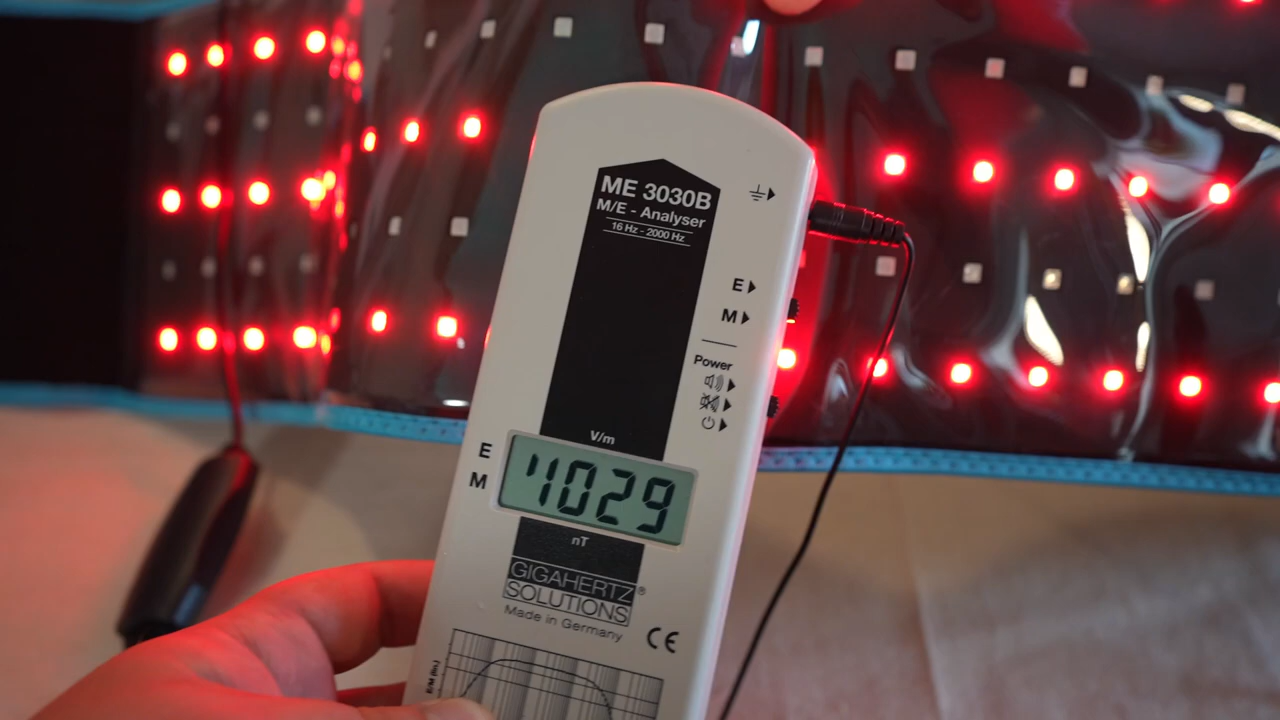 ME 3030B
M/E - Analyser
16 Hz - 2000 Hz
E
M
Power
V/m
E
M
1029
nT
GIGAHERTZ
SOLUTIONS®
Made in Germany
CE